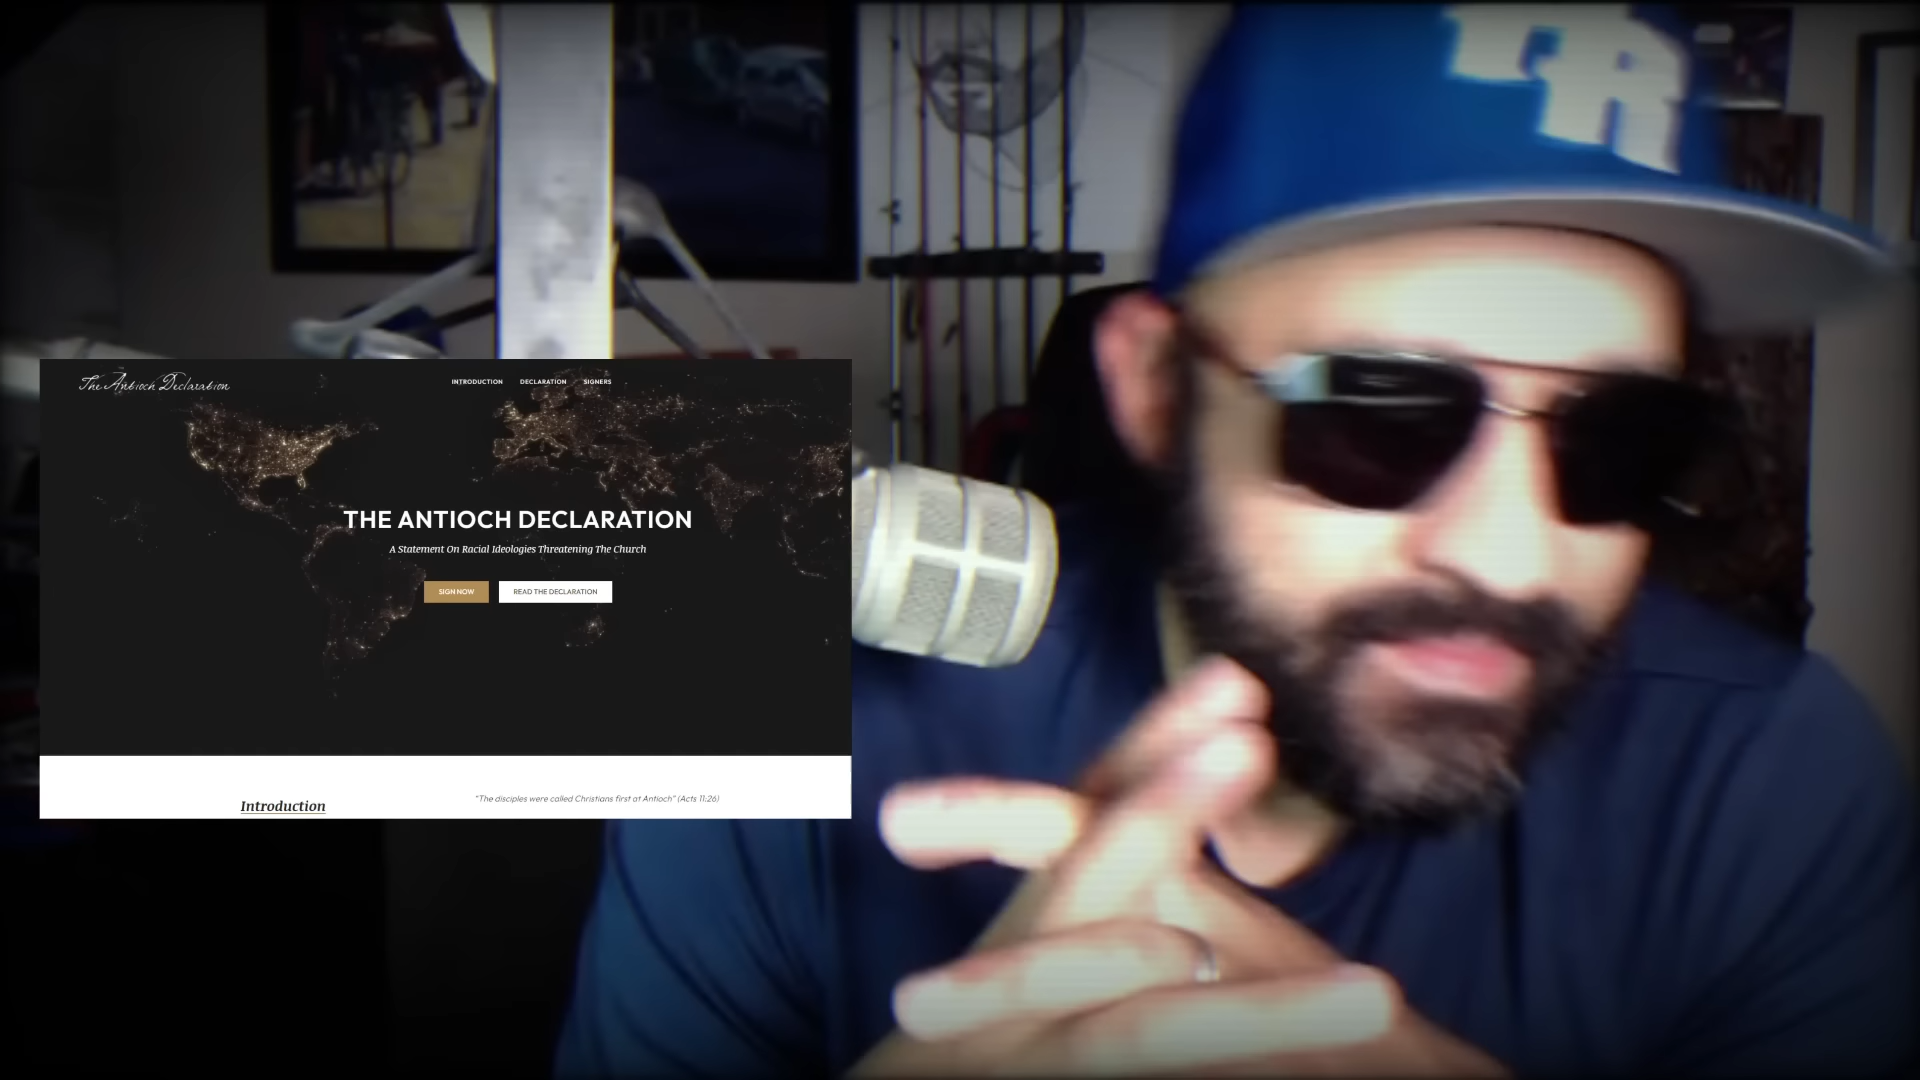 The Antioch Declaration
INTRODUCTION DECLARATION SIGNERS
THE ANTIOCH DECLARATION
A Statement On Racial Ideologies Threatening The Church
SIGN NOW READ THE DECLARATION
Introduction
"The disciples were called Christians first at Antioch" (Acts 11:26)